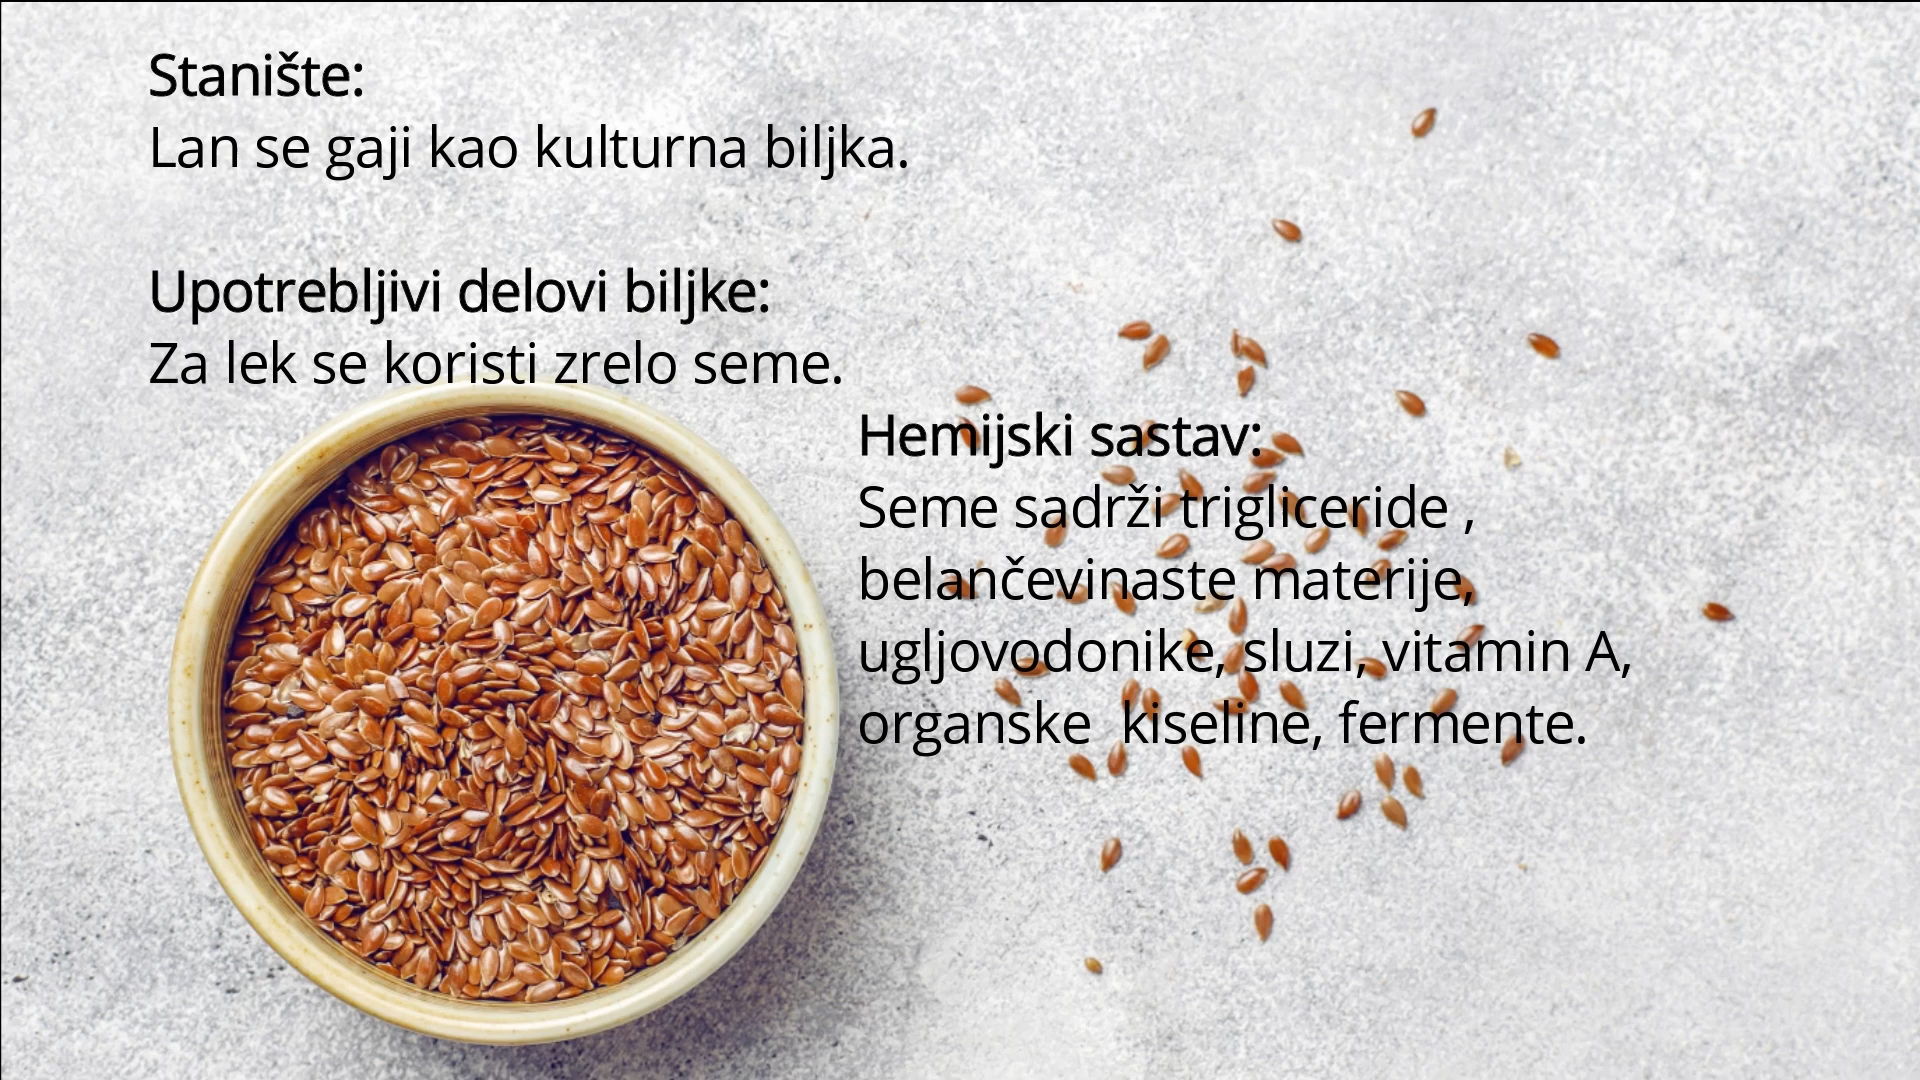 Stanište:
Lan se gaji kao kulturna biljka.
Upotrebljivi delovi biljke:
Za lek se koristi zrelo seme.
Hemijski sastav:
Seme sadrži trigliceride ,
belančevinaste materije,
ugljovodonike, sluzi, vitamin A,
organske  kiseline, fermente.